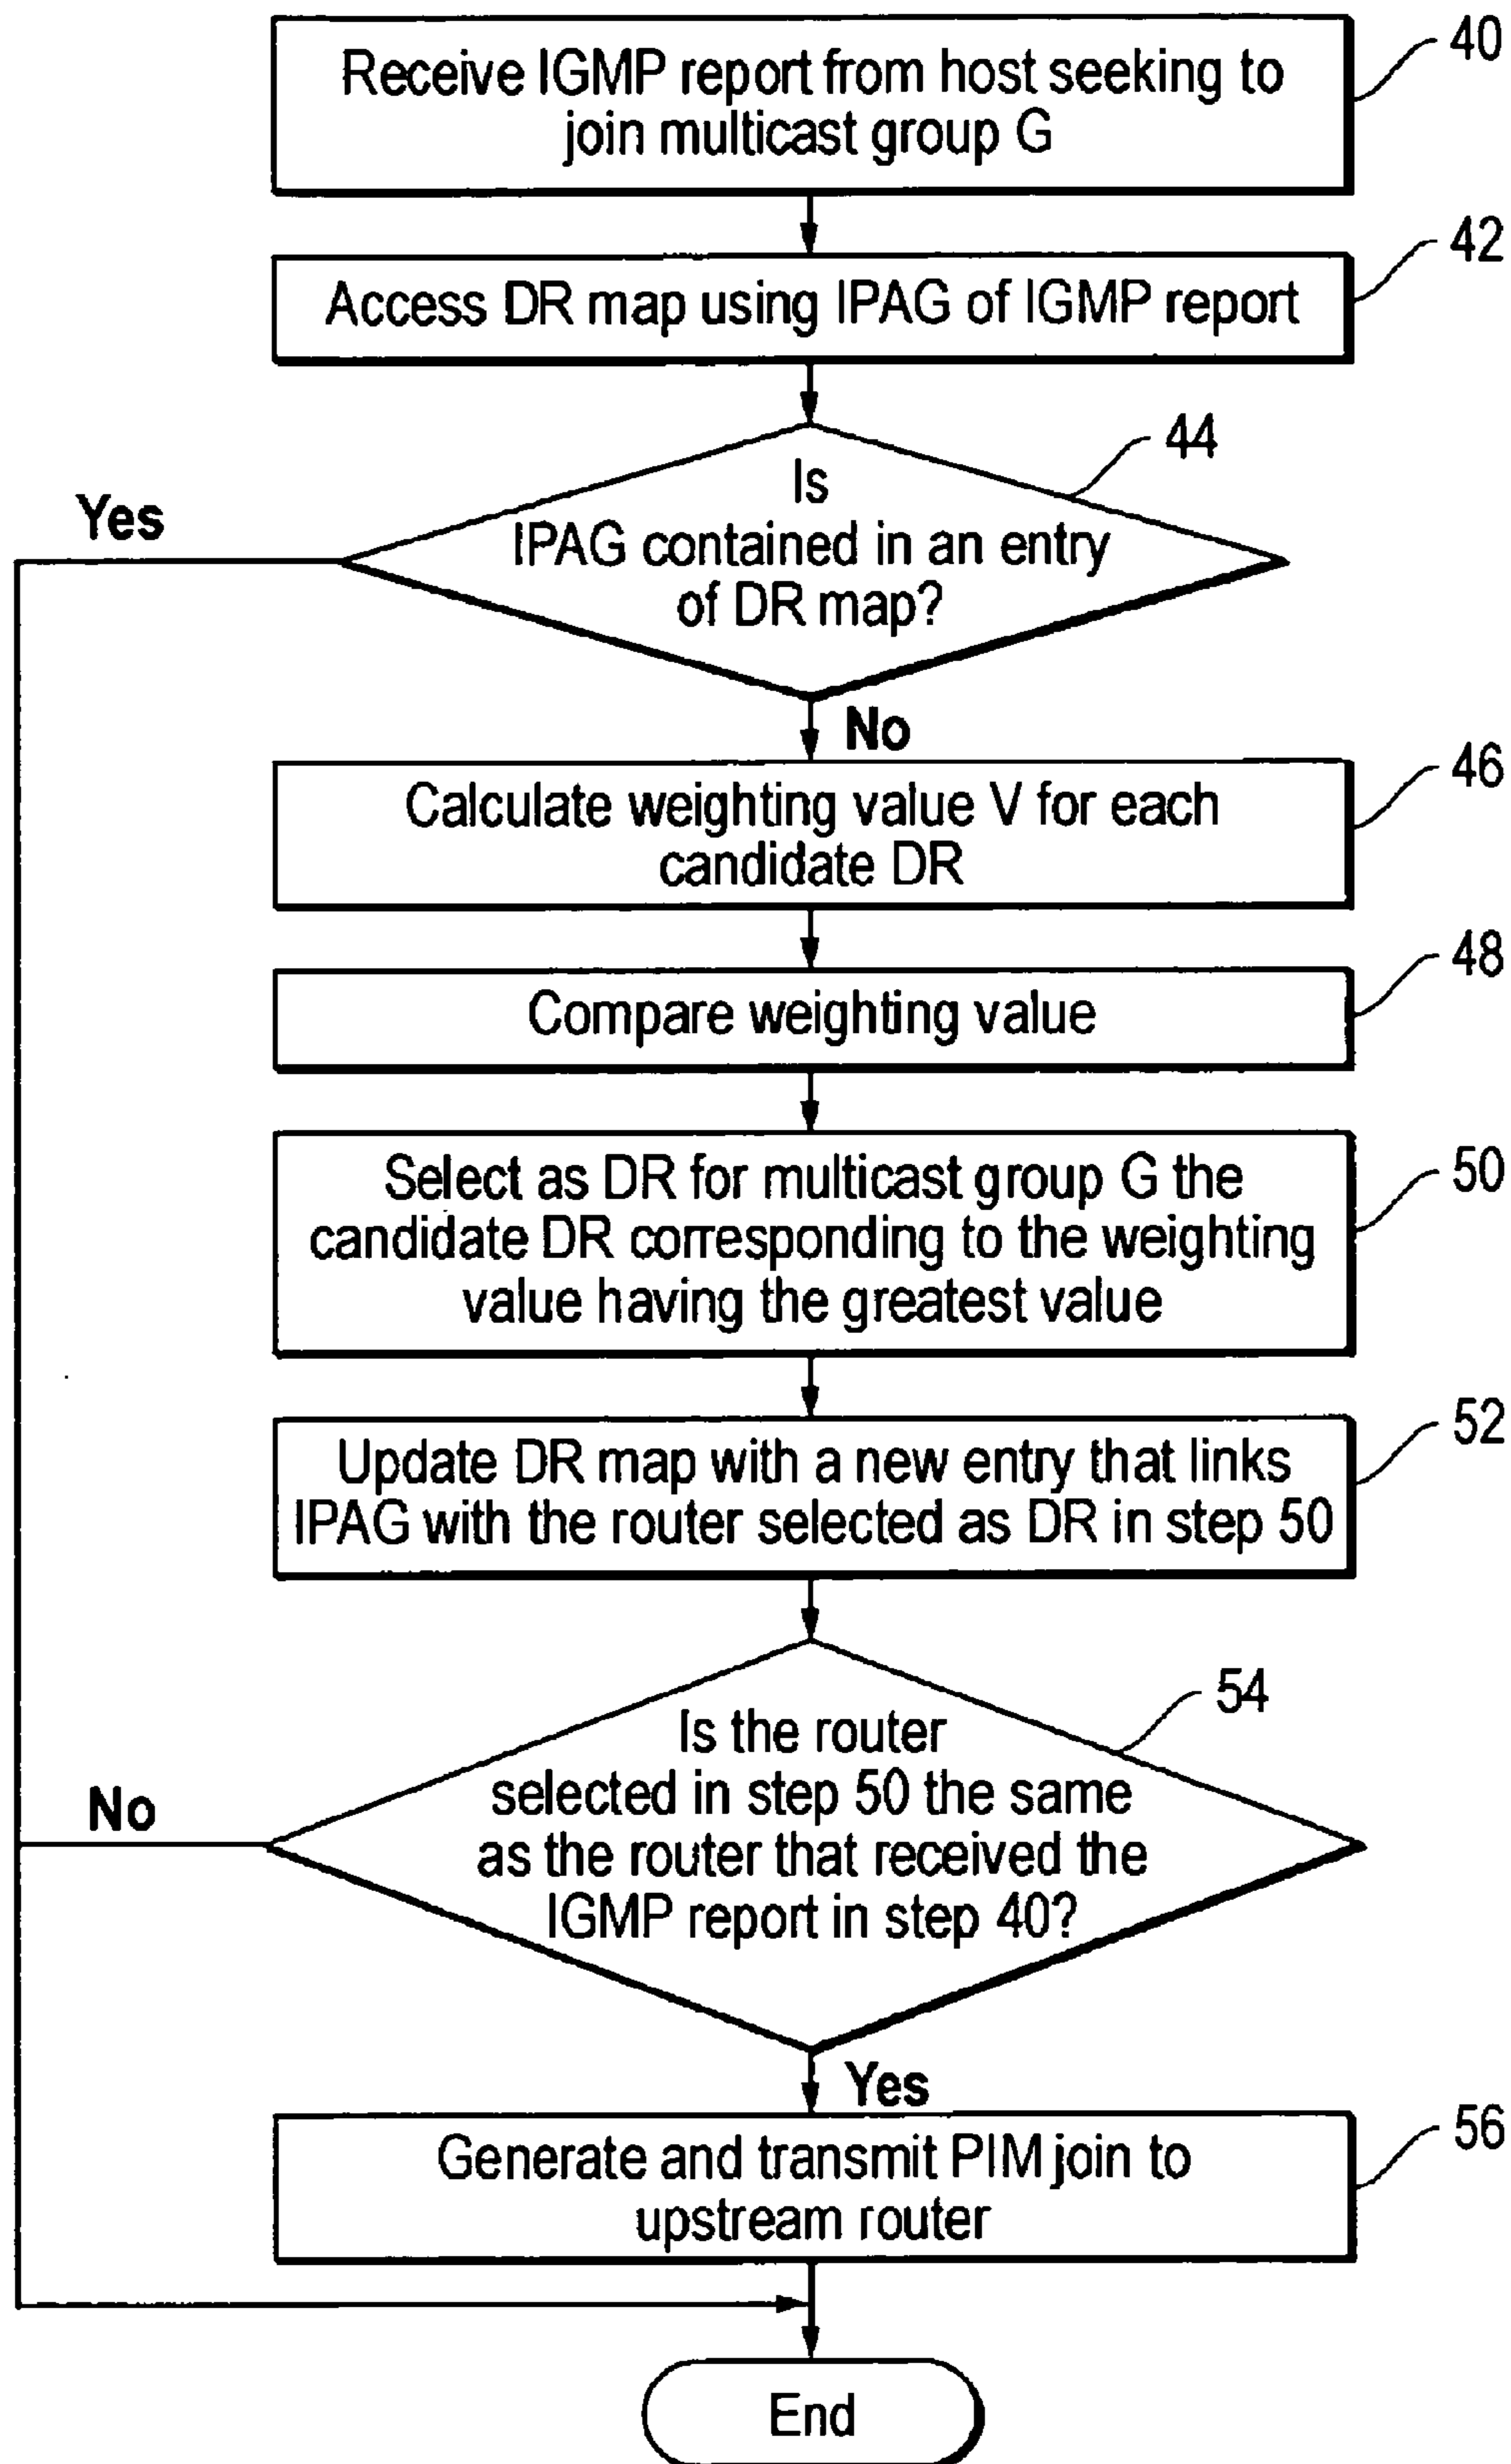 Receive IGMP report from host seeking to
join multicast group G
40
Access DR map using IPAG of IGMP report
42
Is
IPAG contained in an entry
of DR map?
44
Yes
No
Calculate weighting value V for each
candidate DR
46
Compare weighting value
48
Select as DR for multicast group G the
candidate DR corresponding to the weighting
value having the greatest value
50
Update DR map with a new entry that links
IPAG with the router selected as DR in step 50
52
Is the router
selected in step 50 the same
as the router that received the
IGMP report in step 40?
54
No
Yes
Generate and transmit PIM join to
upstream router
56
End